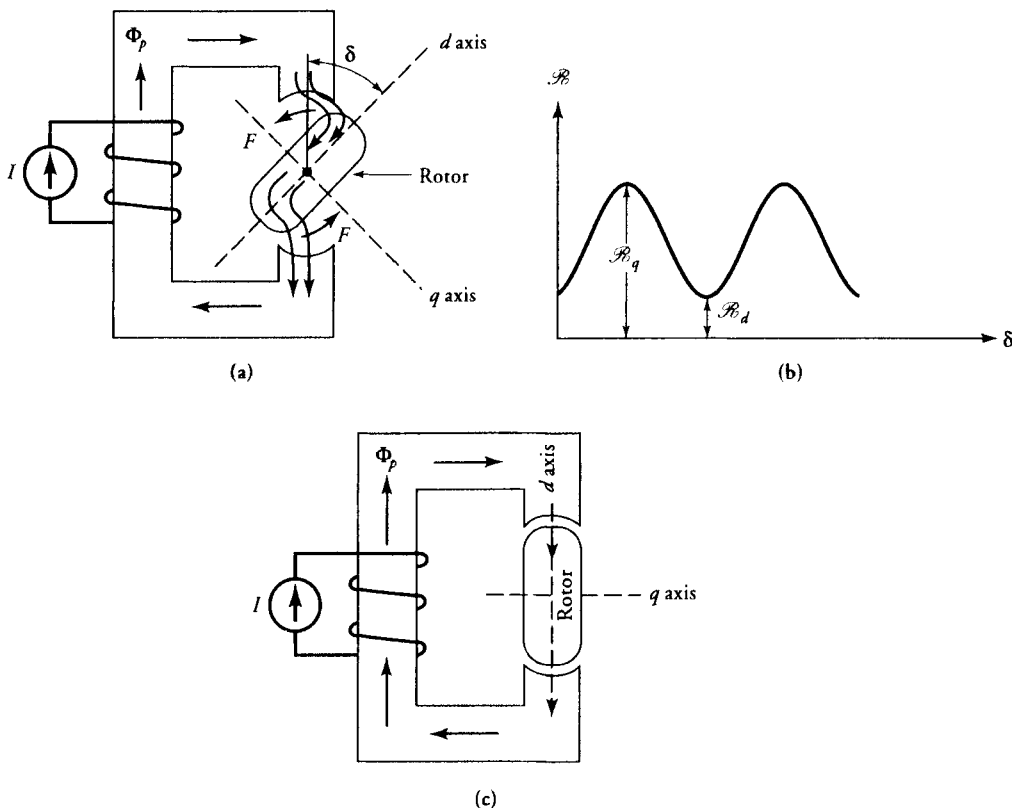 Φp
δ
d axis
F
I
Rotor
F
q axis
(a)
ℛ
ℛq
ℛd
δ
(b)
Φp
d axis
I
Rotor
q axis
(c)